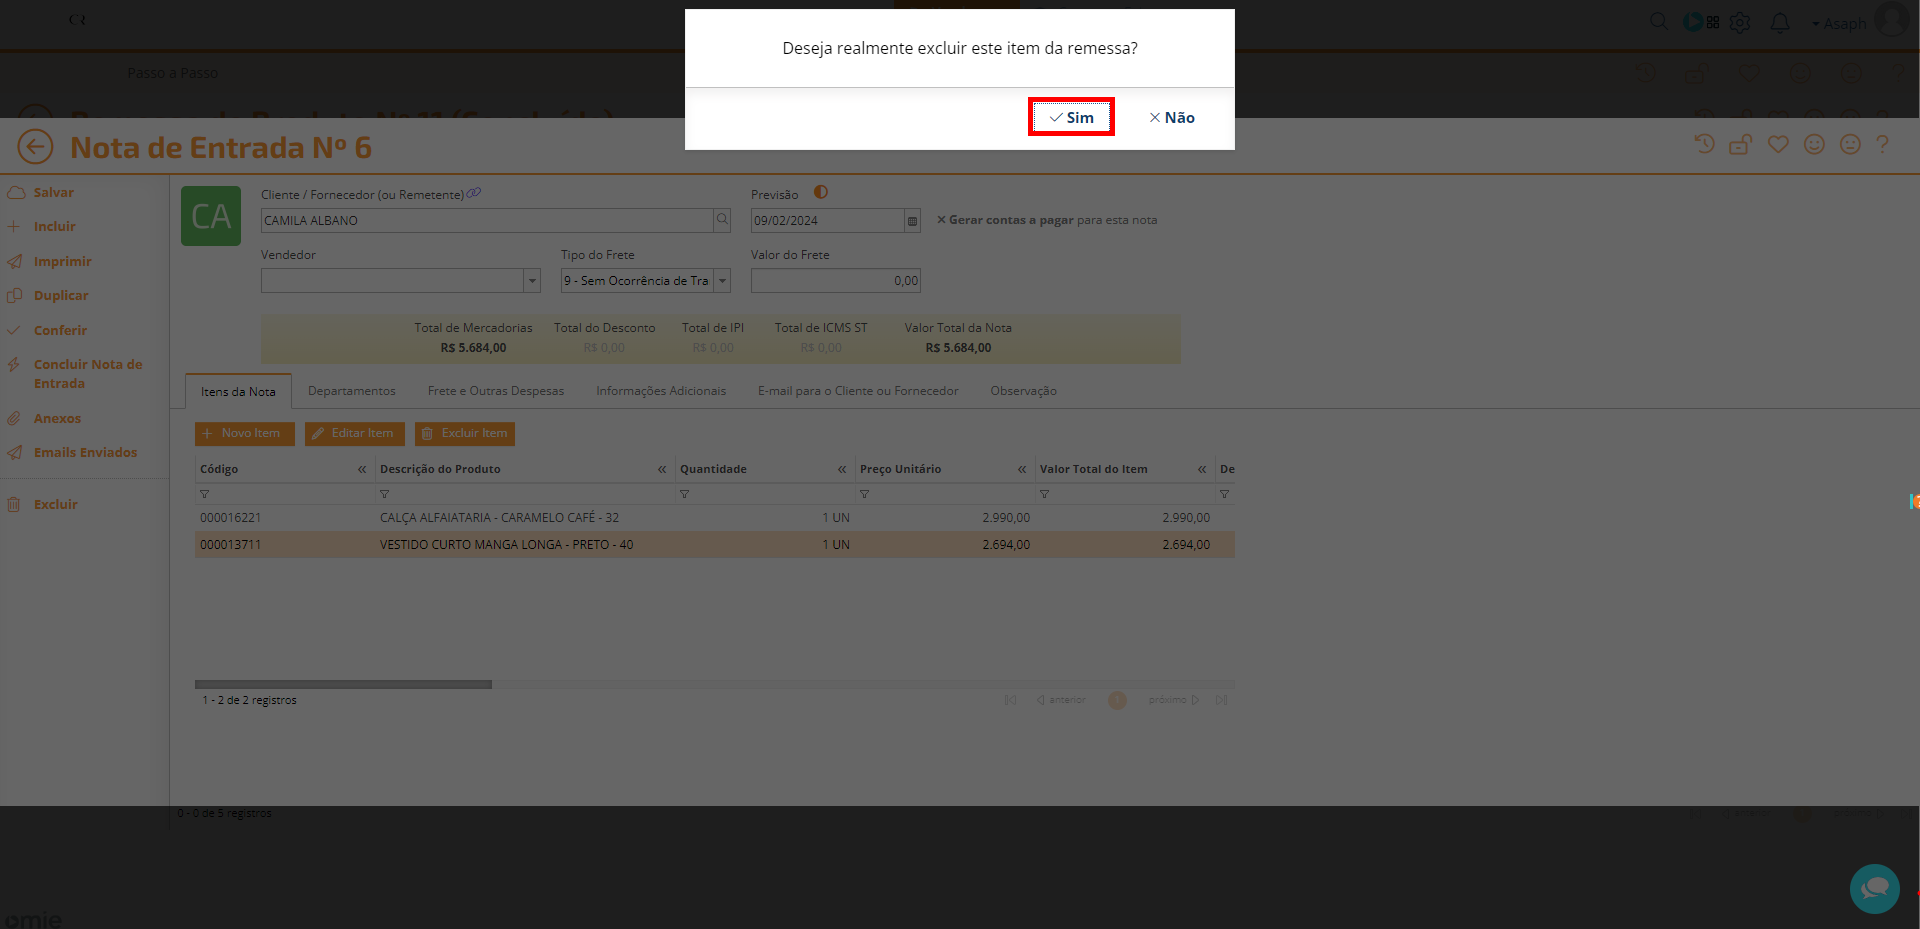 CR
Asaph
Deseja realmente excluir este item da remessa?
Sim
Não
Passo a Passo
Nota de Entrada Nº 6
Salvar
Incluir
Imprimir
Duplicar
Conferir
Concluir Nota de
Entrada
Anexos
Emails Enviados
Excluir
CA
Cliente / Fornecedor (ou Remetente)
CAMILA ALBANO
Previsão
09/02/2024
Gerar contas a pagar para esta nota
Vendedor
Tipo do Frete
9 - Sem Ocorrência de Tra
Valor do Frete
0,00
Total de Mercadorias
Total do Desconto
Total de IPI
Total de ICMS ST
Valor Total da Nota
R$ 5.684,00
R$ 0,00
R$ 0,00
R$ 0,00
R$ 5.684,00
Itens da Nota
Departamentos
Frete e Outras Despesas
Informações Adicionais
E-mail para o Cliente ou Fornecedor
Observação
Novo Item
Editar Item
Excluir Item
Código
Descrição do Produto
Quantidade
Preço Unitário
Valor Total do Item
De
000016221 CALÇA ALFAIATARIA - CARAMELO CAFÉ - 32 1 UN 2.990,00 2.990,00
000013711 VESTIDO CURTO MANGA LONGA - PRETO - 40 1 UN 2.694,00 2.694,00
1 - 2 de 2 registros
anterior
1
próximo
0 - 0 de 5 registros
omie